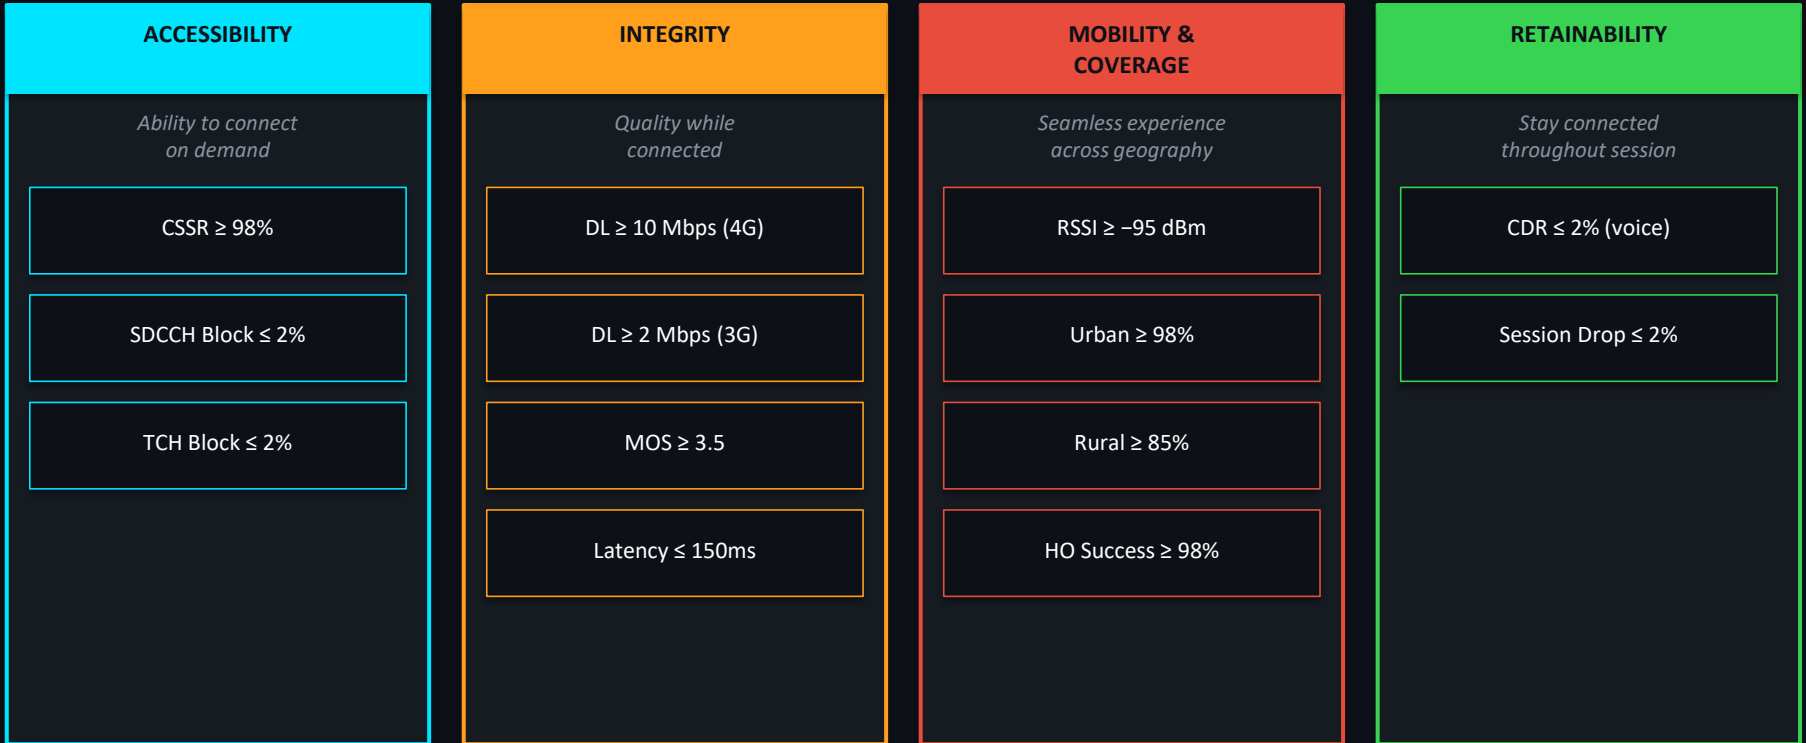 ACCESSIBILITY
Ability to connect
on demand
CSSR ≥ 98%
SDCCH Block ≤ 2%
TCH Block ≤ 2%
INTEGRITY
Quality while
connected
DL ≥ 10 Mbps (4G)
DL ≥ 2 Mbps (3G)
MOS ≥ 3.5
Latency ≤ 150ms
MOBILITY &
COVERAGE
Seamless experience
across geography
RSSI ≥ −95 dBm
Urban ≥ 98%
Rural ≥ 85%
HO Success ≥ 98%
RETAINABILITY
Stay connected
throughout session
CDR ≤ 2% (voice)
Session Drop ≤ 2%